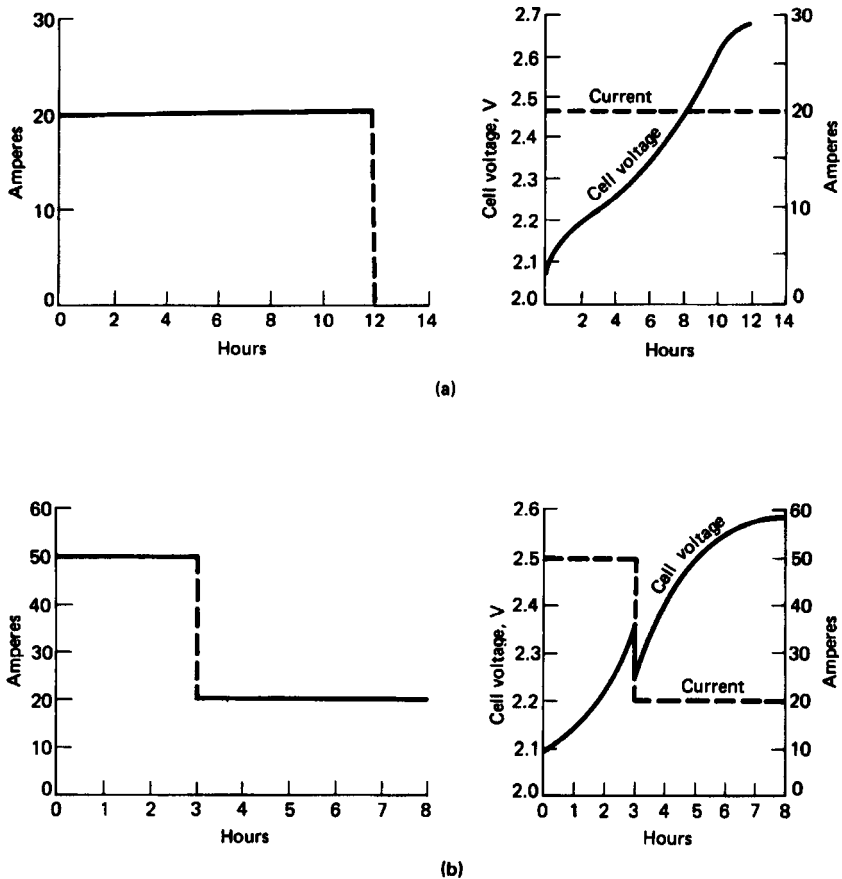 30
20
10
0
Amperes
0 2 4 6 8 10 12 14
Hours
2.7
2.6
2.5
2.4
2.3
2.2
2.1
2.0
Cell voltage, V
Current
Cell voltage
30
20
10
0
Amperes
2 4 6 8 10 12 14
Hours
(a)
60
50
40
30
20
10
0
Amperes
0 1 2 3 4 5 6 7 8
Hours
2.6
2.5
2.4
2.3
2.2
2.1
2.0
Cell voltage, V
Cell voltage
Current
60
50
40
30
20
10
0
Amperes
0 1 2 3 4 5 6 7 8
Hours
(b)